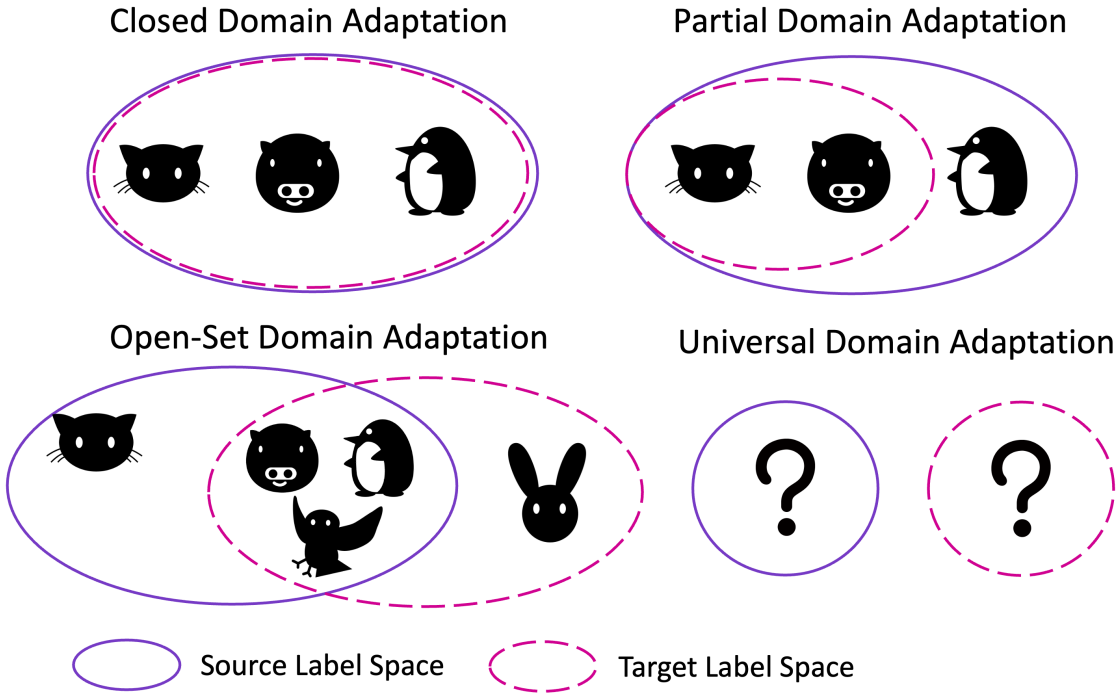 Closed Domain Adaptation
Partial Domain Adaptation
Open-Set Domain Adaptation
Universal Domain Adaptation
?
?
Source Label Space
Target Label Space